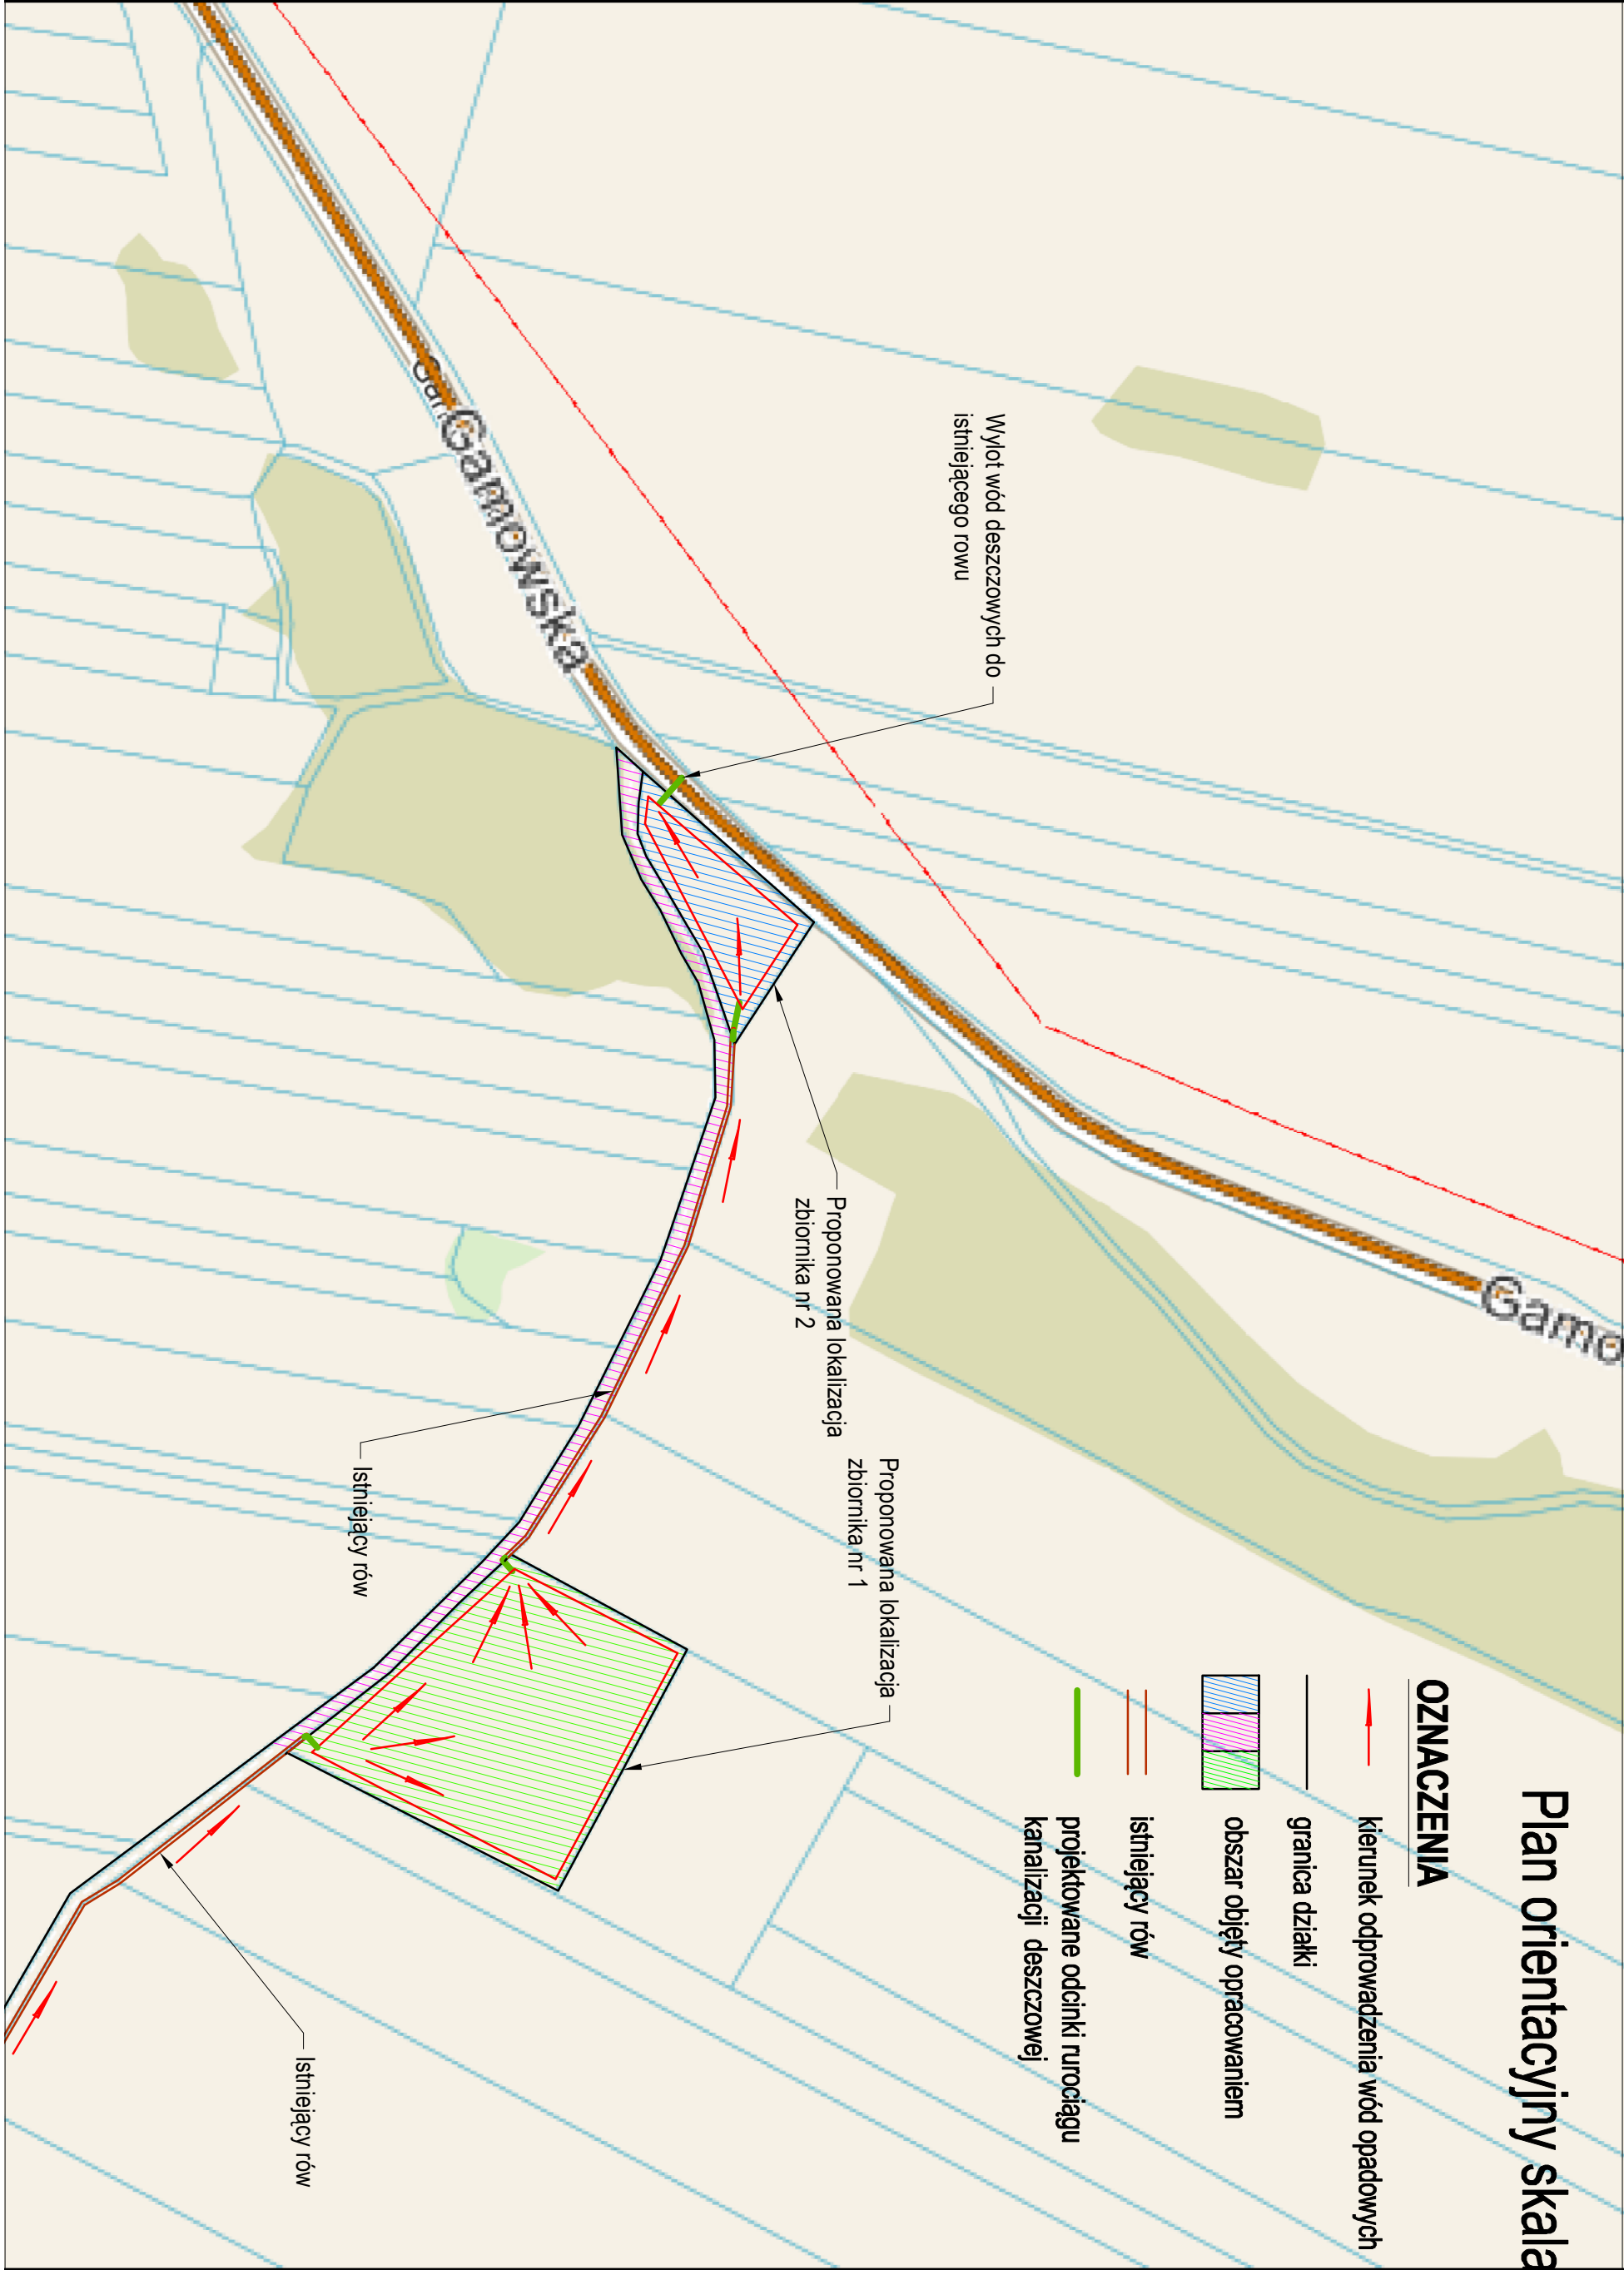 Plan orientacyjny skala
OZNACZENIA
kierunek odprowadzenia wód opadowych
granica działki
obszar objęty opracowaniem
istniejący rów
projektowane odcinki rurociągu
kanalizacji deszczowej
Wylot wód deszczowych do
istniejącego rowu
Proponowana lokalizacja
zbiornika nr 2
Proponowana lokalizacja
zbiornika nr 1
Istniejący rów
Istniejący rów
Gam
Gamowska
Gamo